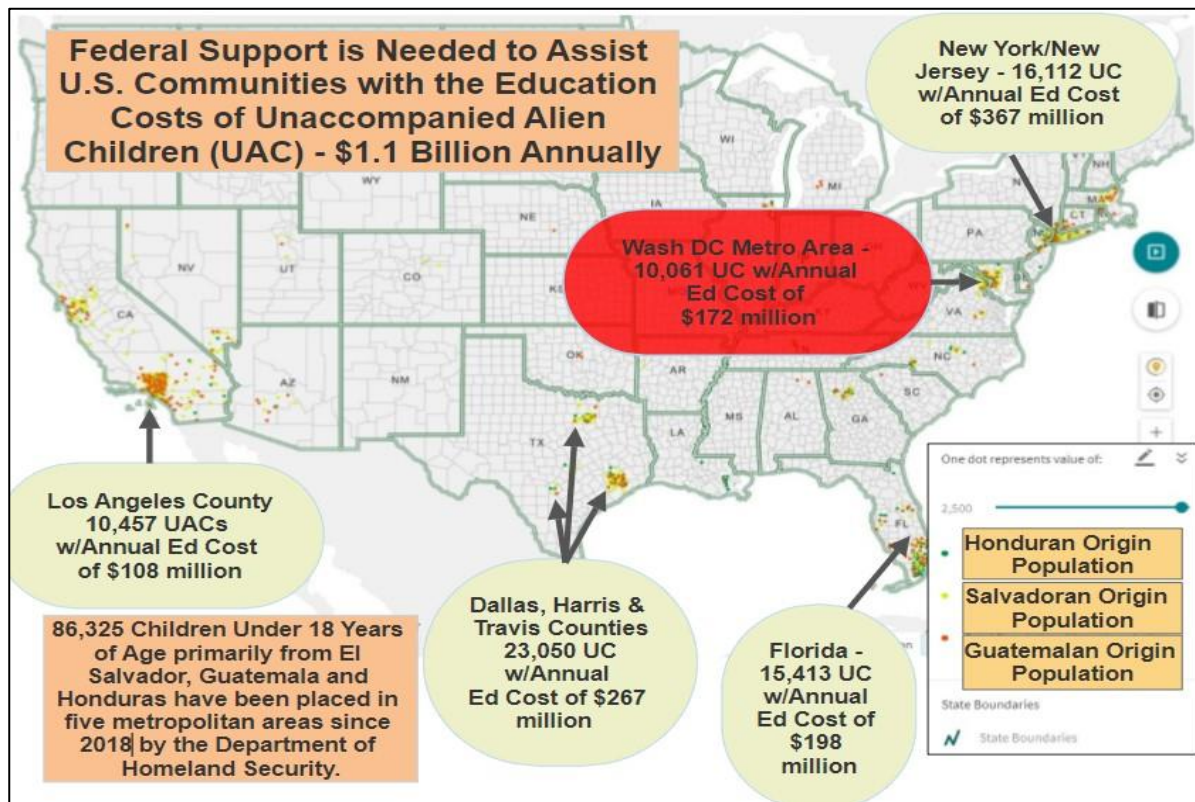 Federal Support is Needed to Assist
U.S. Communities with the Education
Costs of Unaccompanied Alien
Children (UAC) - $1.1 Billion Annually
New York/New
Jersey - 16,112 UC
w/Annual Ed Cost
of $367 million
Wash DC Metro Area -
10,061 UC w/Annual
Ed Cost of
$172 million
WI
MI
VT
NH
MA
CT
PA
WY
IA
NE
NV
UT
CO
CA
VA
OK
AR
NC
SC
AZ
NM
MS
AL
GA
TX
LA
FL
Los Angeles County
10,457 UACs
w/Annual Ed Cost
of $108 million
86,325 Children Under 18 Years
of Age primarily from El
Salvador, Guatemala and
Honduras have been placed in
five metropolitan areas since
2018 by the Department of
Homeland Security.
Dallas, Harris &
Travis Counties
23,050 UC
w/Annual
Ed Cost of $267
million
Florida -
15,413 UC
w/Annual
Ed Cost of
$198
million
One dot represents value of:
2,500
Honduran Origin
Population
Salvadoran Origin
Population
Guatemalan Origin
Population
State Boundaries
State Boundaries